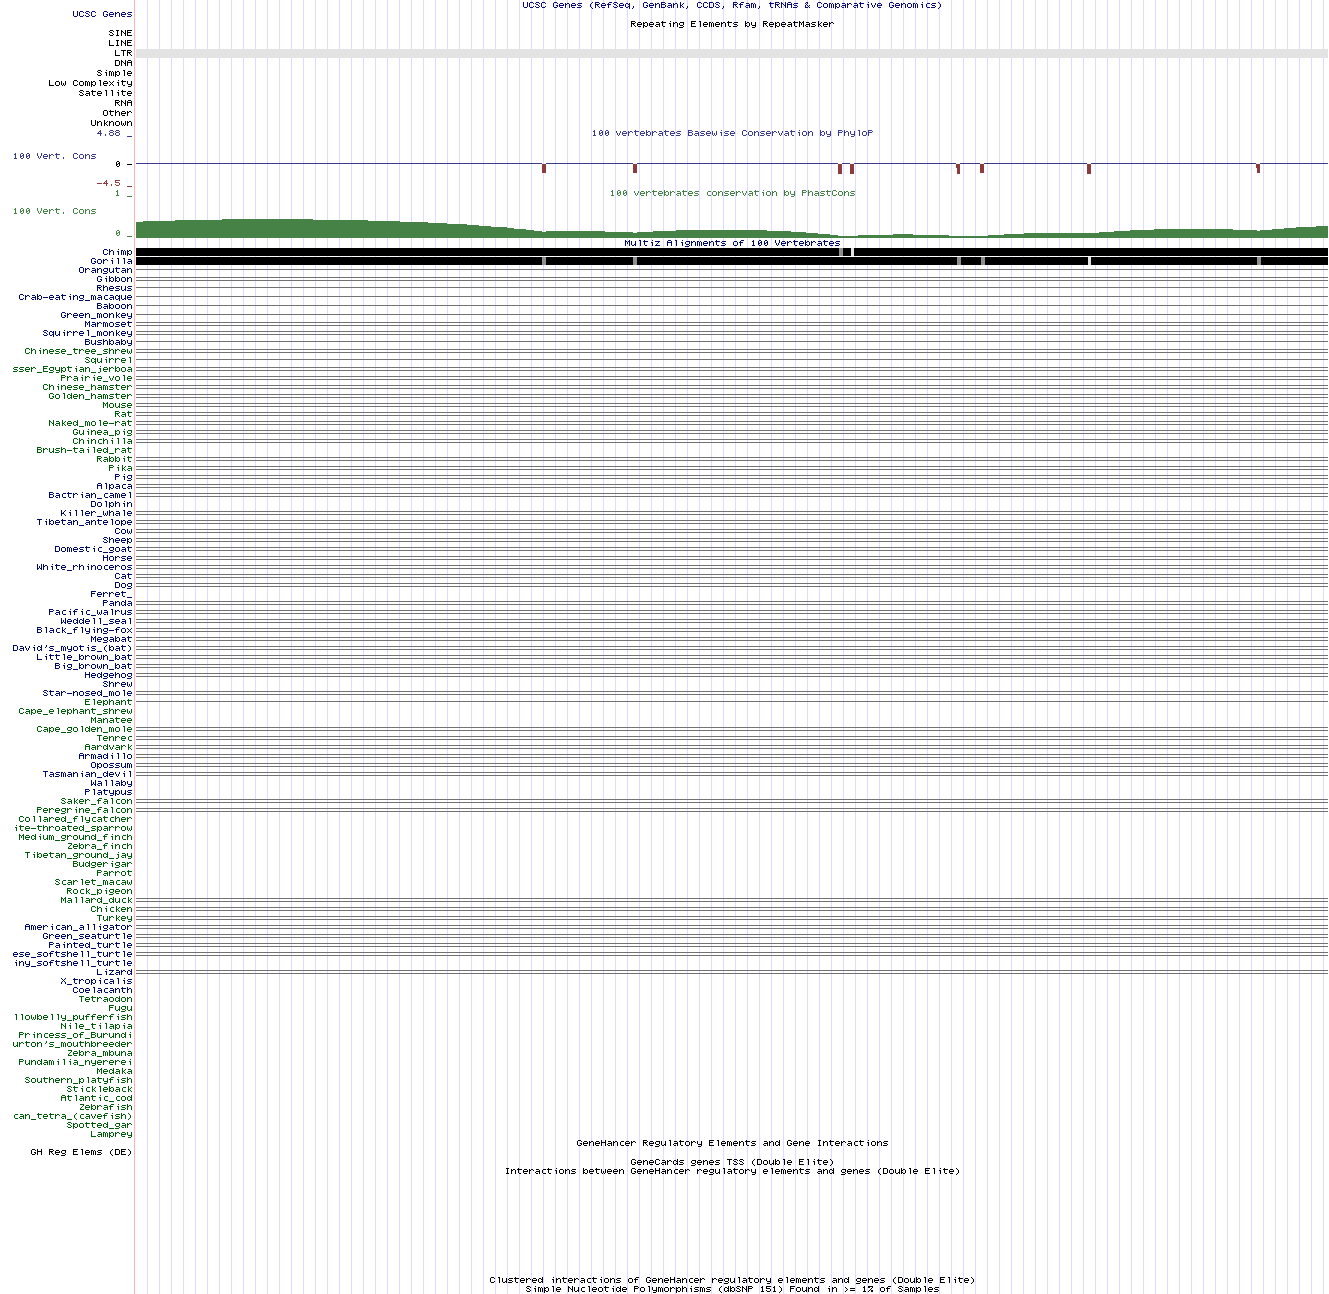 UCSC Genes (RefSeq, GenBank, CCDS, Rfam, tRNAs & Comparative Genomics)
UCSC Genes
Repeating Elements by RepeatMasker
SINE
LINE
LTR
DNA
Simple
Low Complexity
Satellite
RNA
Other
Unknown
4.88 _
100 vertebrates Basewise Conservation by PhyloP
100 Vert. Cons
0 -
-4.5 _
1 _
100 vertebrates conservation by PhastCons
100 Vert. Cons
0 _
Multiz Alignments of 100 Vertebrates
Chimp
Gorilla
Orangutan
Gibbon
Rhesus
Crab-eating_macaque
Baboon
Green_monkey
Marmoset
Squirrel_monkey
Bushbaby
Chinese_tree_shrew
Squirrel
sser_Egyptian_jerboa
Prairie_vole
Chinese_hamster
Golden_hamster
Mouse
Rat
Naked_mole-rat
Guinea_pig
Chinchilla
Brush-tailed_rat
Rabbit
Pika
Pig
Alpaca
Bactrian_camel
Dolphin
Killer_whale
Tibetan_antelope
Cow
Sheep
Domestic_goat
Horse
White_rhinoceros
Cat
Dog
Ferret_
Panda
Pacific_walrus
Weddell_seal
Black_flying-fox
Megabat
David's_myotis_(bat)
Little_brown_bat
Big_brown_bat
Hedgehog
Shrew
Star-nosed_mole
Elephant
Cape_elephant_shrew
Manatee
Cape_golden_mole
Tenrec
Aardvark
Armadillo
Opossum
Tasmanian_devil
Wallaby
Platypus
Saker_falcon
Peregrine_falcon
Collared_flycatcher
ite-throated_sparrow
Medium_ground_finch
Zebra_finch
Tibetan_ground_jay
Budgerigar
Parrot
Scarlet_macaw
Rock_pigeon
Mallard_duck
Chicken
Turkey
American_alligator
Green_seaturtle
Painted_turtle
ese_softshell_turtle
iny_softshell_turtle
Lizard
X_tropicalis
Coelacanth
Tetraodon
Fugu
llowbelly_pufferfish
Nile_tilapia
Princess_of_Burundi
urton's_mouthbreeder
Zebra_mbuna
Pundamilia_nyererei
Medaka
Southern_platyfish
Stickleback
Atlantic_cod
Zebrafish
can_tetra_(cavefish)
Spotted_gar
Lamprey
GeneHancer Regulatory Elements and Gene Interactions
GH Reg Elems (DE)
GeneCards genes TSS (Double Elite)
Interactions between GeneHancer regulatory elements and genes (Double Elite)
Clustered interactions of GeneHancer regulatory elements and genes (Double Elite)
Simple Nucleotide Polymorphisms (dbSNP 151) Found in >= 1% of Samples